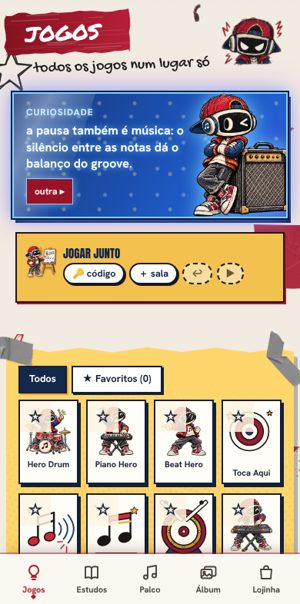 JOGOS
todos os jogos num lugar só
CURIOSIDADE
a pausa também é música: o
silêncio entre as notas dá o
balanço do groove.
outra ▸
JOGAR JUNTO
🔑 código + sala ↩ ▶
Todos ★ Favoritos (0)
Hero Drum Piano Hero Beat Hero Toca Aqui
Jogos Estudos Palco Álbum Lojinha